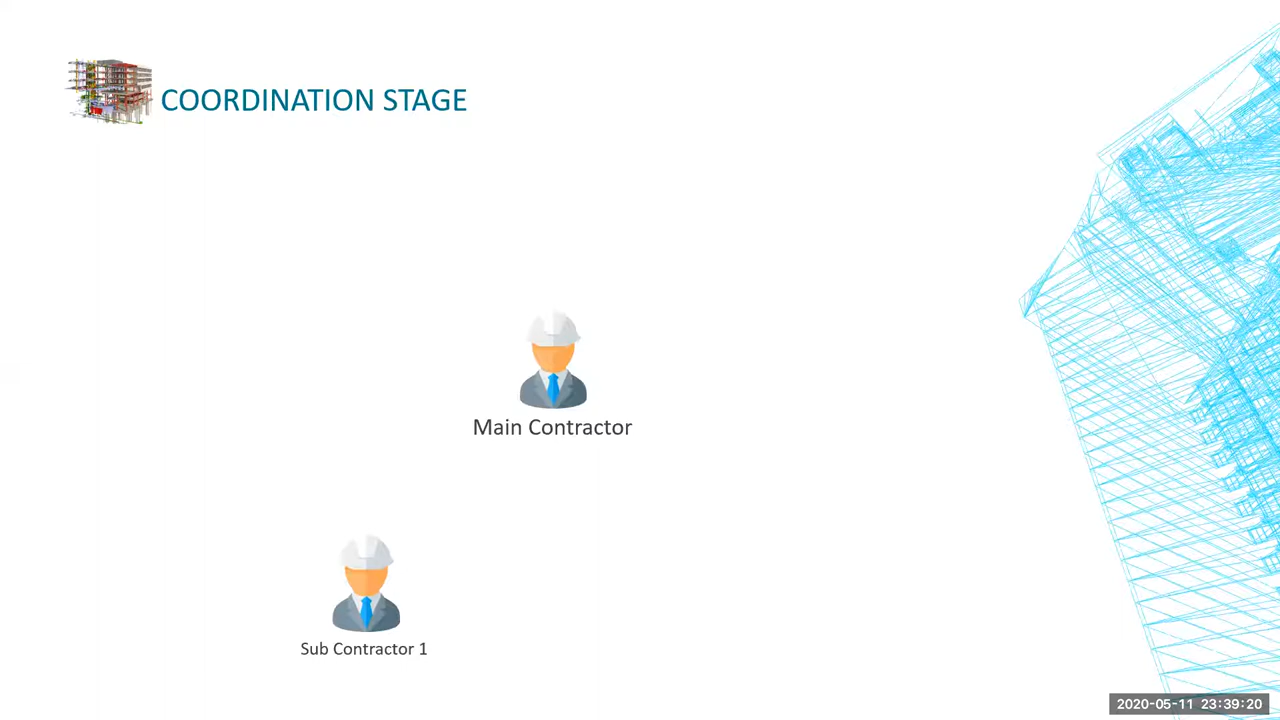 COORDINATION STAGE
Main Contractor
Sub Contractor 1
2020-05-11 23:39:20